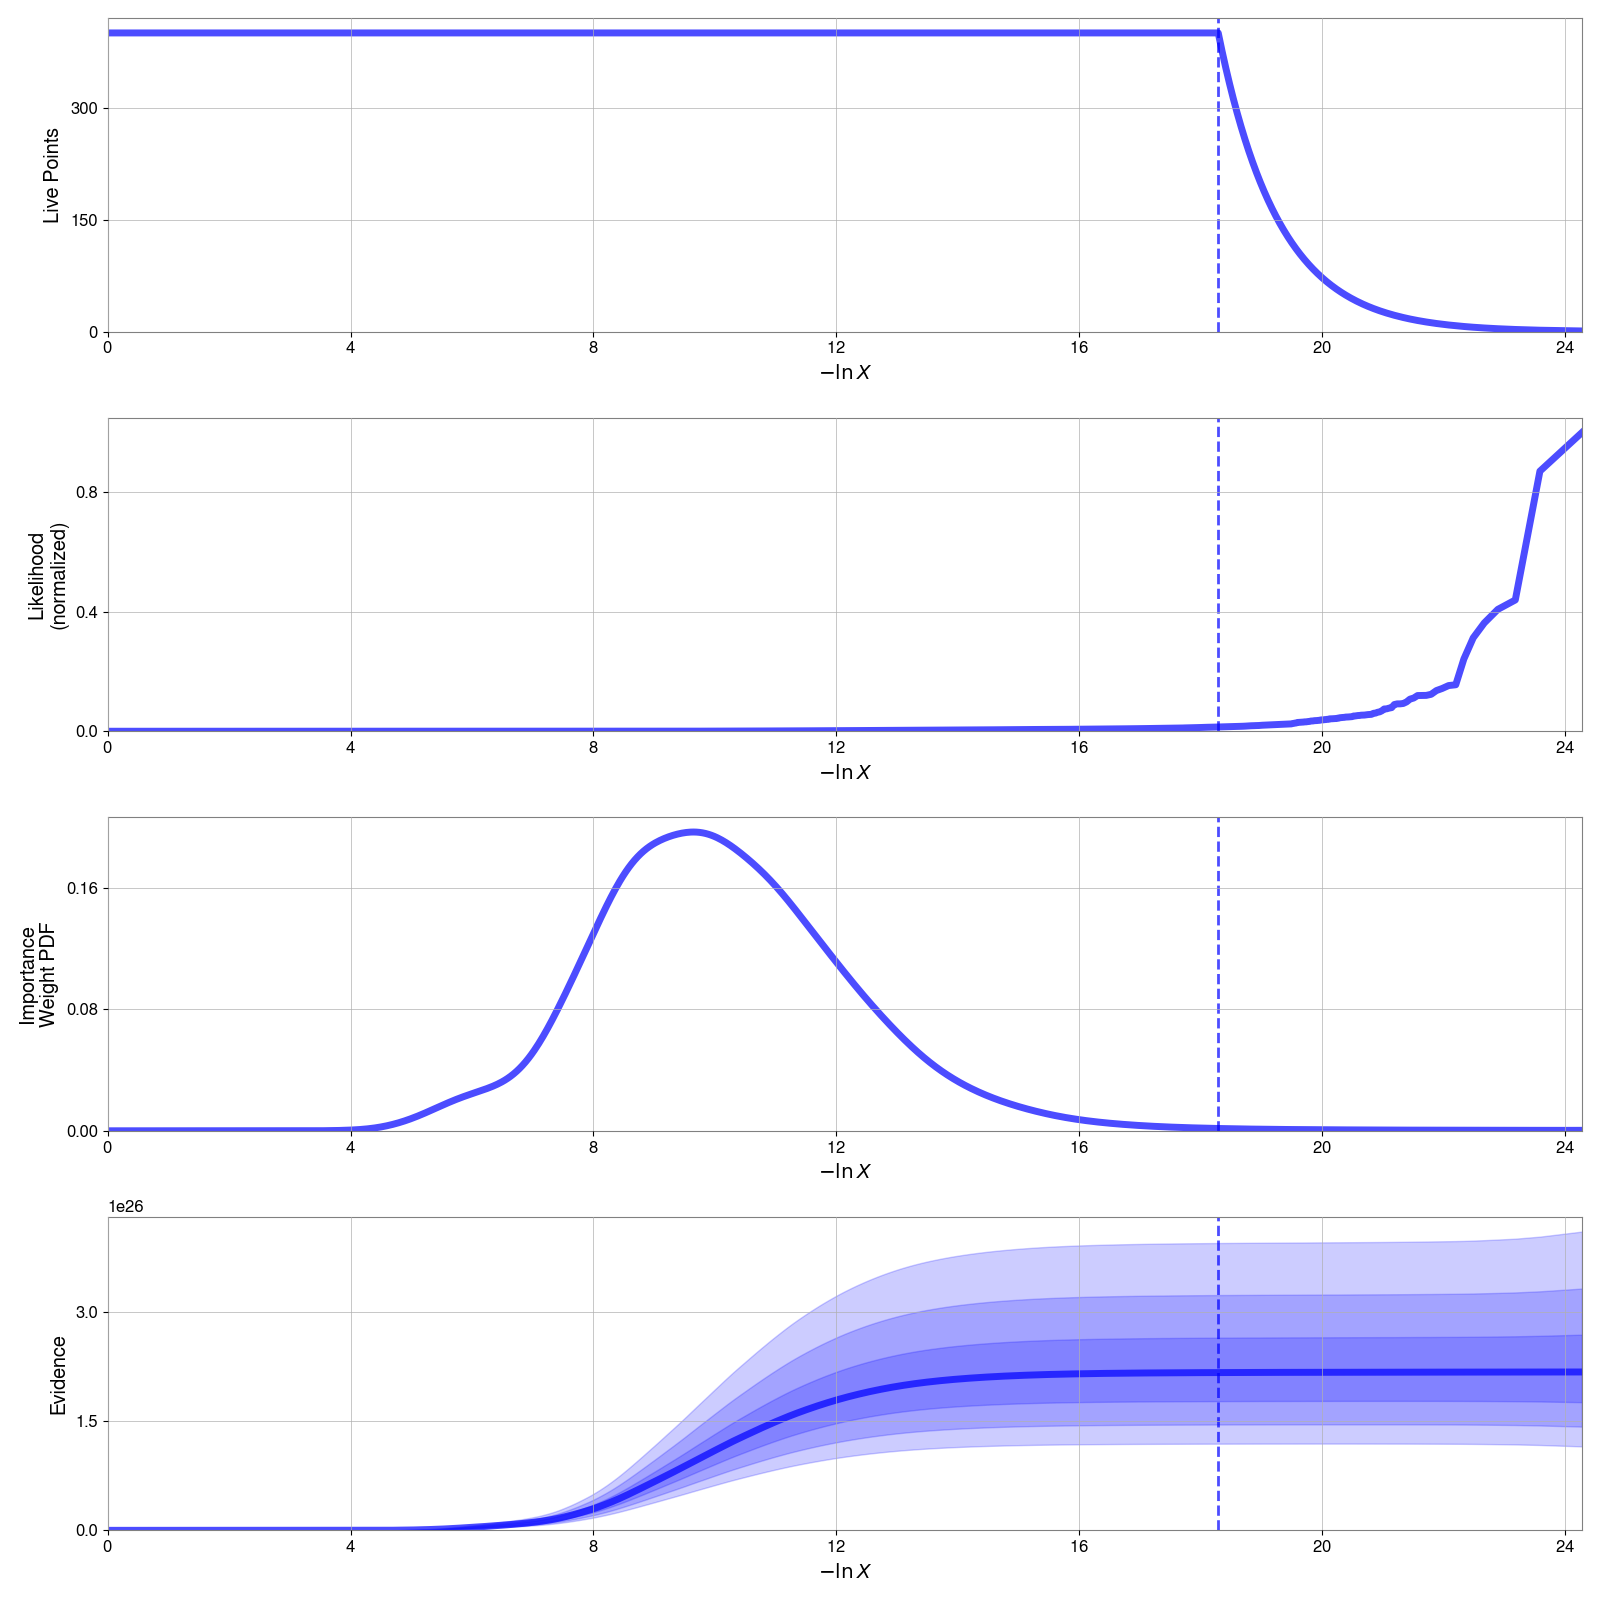 300
150
0
Live Points
0 4 8 12 16 20 24
−ln X
0.8
0.4
0.0
Likelihood
(normalized)
0 4 8 12 16 20 24
−ln X
0.16
0.08
0.00
Importance
Weight PDF
0 4 8 12 16 20 24
−ln X
1e26
3.0
1.5
0.0
Evidence
0 4 8 12 16 20 24
−ln X